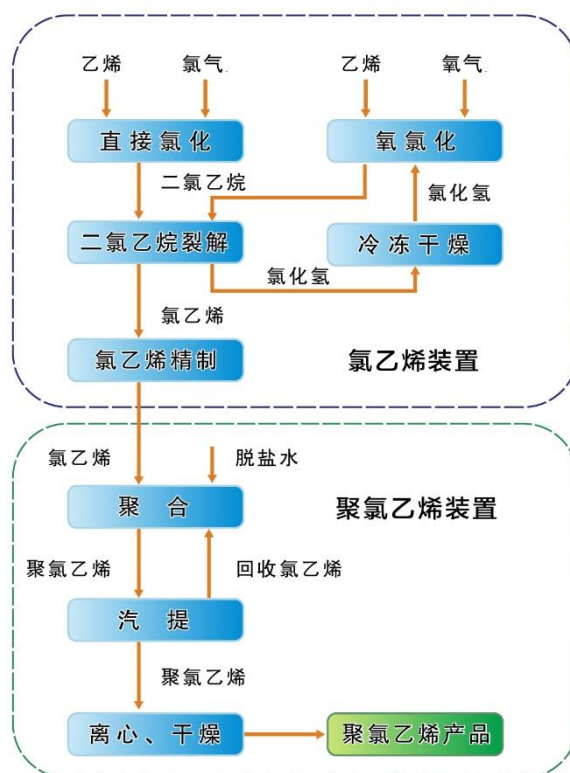 乙烯 氯气 乙烯 氧气
直接氯化 氧氯化
二氯乙烷 氯化氢
二氯乙烷裂解 冷冻干燥
氯化氢
氯乙烯
氯乙烯精制 氯乙烯装置
氯乙烯 脱盐水
聚合 聚氯乙烯装置
聚氯乙烯 回收氯乙烯
汽提
聚氯乙烯
离心、干燥 聚氯乙烯产品